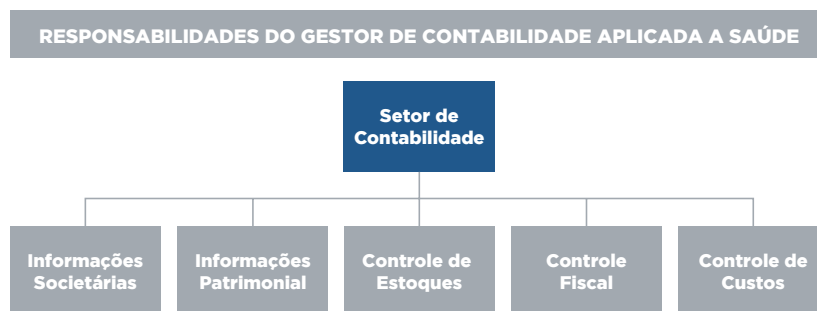 RESPONSABILIDADES DO GESTOR DE CONTABILIDADE APLICADA A SAÚDE
Setor de
Contabilidade
Informações
Societárias
Informações
Patrimonial
Controle de
Estoques
Controle
Fiscal
Controle de
Custos